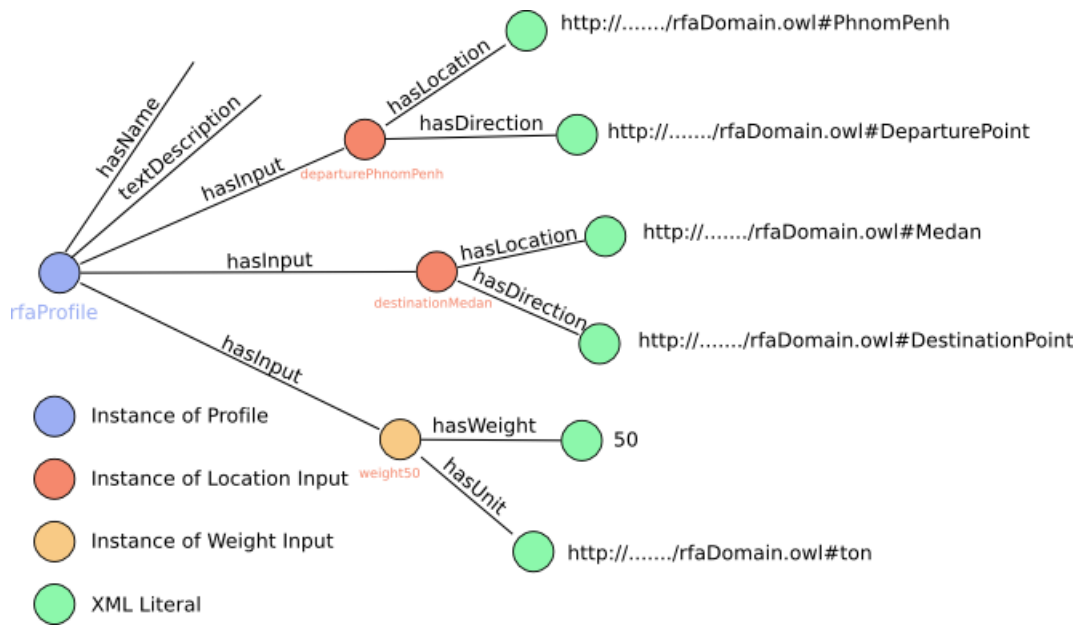 http://......./rfaDomain.owl#PhnomPenh
hasLocation
hasName
textDescription
hasDirection
http://......./rfaDomain.owl#DeparturePoint
hasInput
departurePhnomPenh
hasInput
hasLocation
http://......./rfaDomain.owl#Medan
rfaProfile
destinationMedan
hasDirection
http://......./rfaDomain.owl#DestinationPoint
hasInput
Instance of Profile
hasWeight
50
weight50
Instance of Location Input
hasUnit
Instance of Weight Input
http://......./rfaDomain.owl#ton
XML Literal